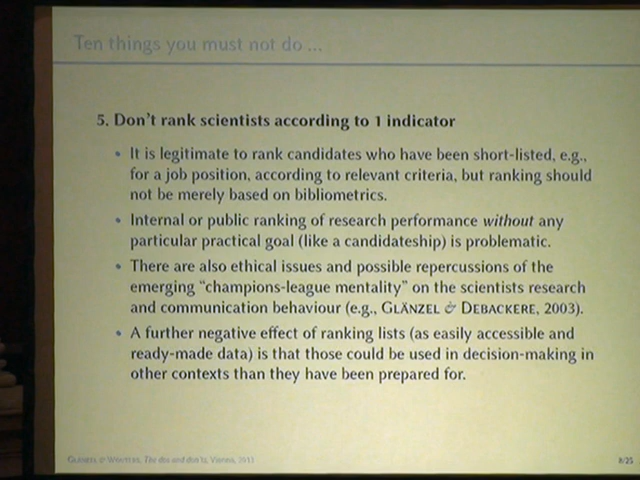 Ten things you must not do ...
5. Don't rank scientists according to 1 indicator
• It is legitimate to rank candidates who have been short-listed, e.g.,
for a job position, according to relevant criteria, but ranking should
not be merely based on bibliometrics.
• Internal or public ranking of research performance without any
particular practical goal (like a candidateship) is problematic.
• There are also ethical issues and possible repercussions of the
emerging “champions-league mentality” on the scientists research
and communication behaviour (e.g., GLÄNZEL & DEBACKERE, 2003).
• A further negative effect of ranking lists (as easily accessible and
ready-made data) is that those could be used in decision-making in
other contexts than they have been prepared for.
GLÄNZEL & WOUTERS, The dos and don'ts, Vienna, 2013
8/25